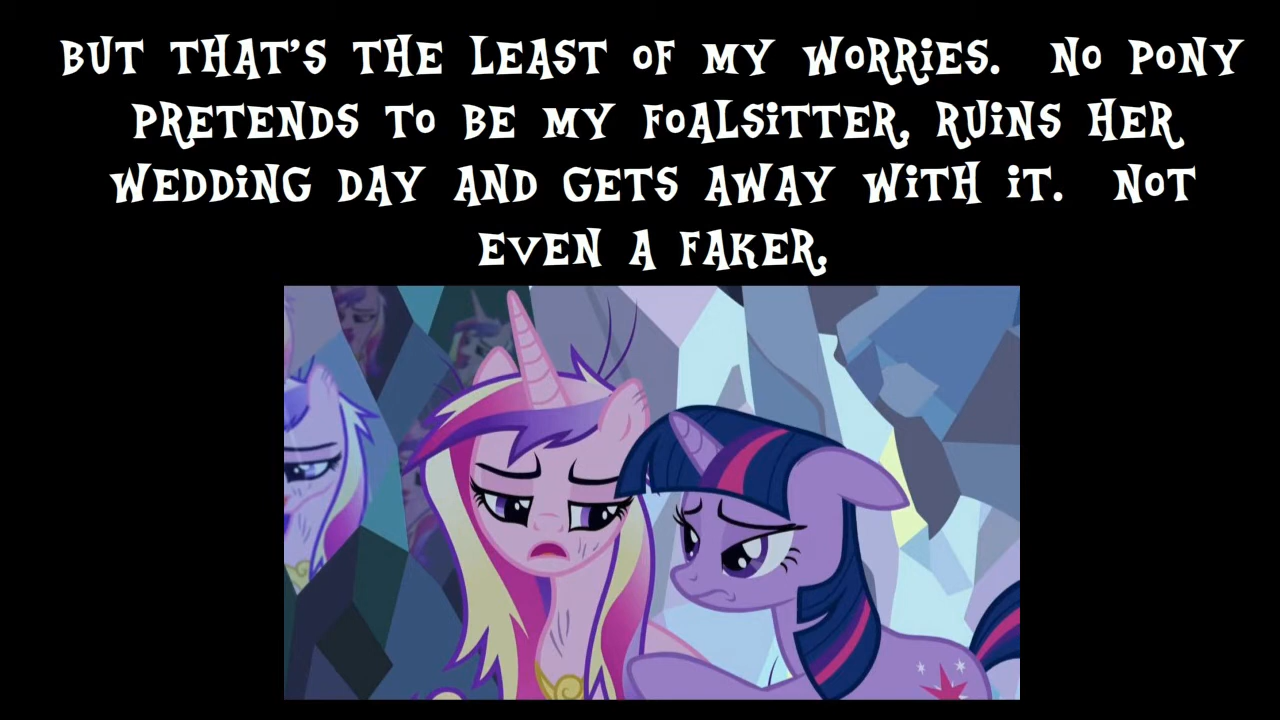 BUT THAT'S THE LEAST OF MY WORRIES.  NO PONY
PRETENDS TO BE MY FOALSITTER, RUINS HER
WEDDING DAY AND GETS AWAY WITH IT.  NOT
EVEN A FAKER.